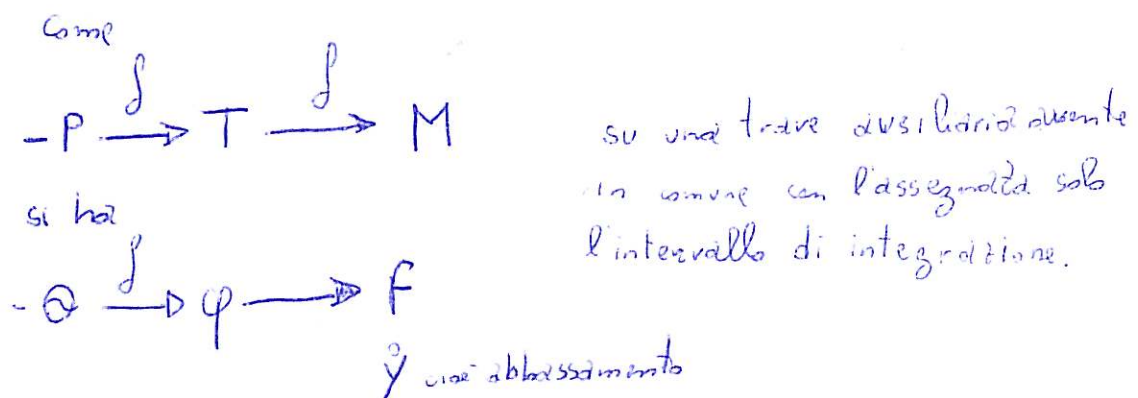 come
-P ∫→ T ∫→ M
su una trave ausiliaria avente
in comune con l'assegnata solo
l'intervallo di integrazione.
si ha
-Q ∫→ φ → f
o y cioè abbassamento